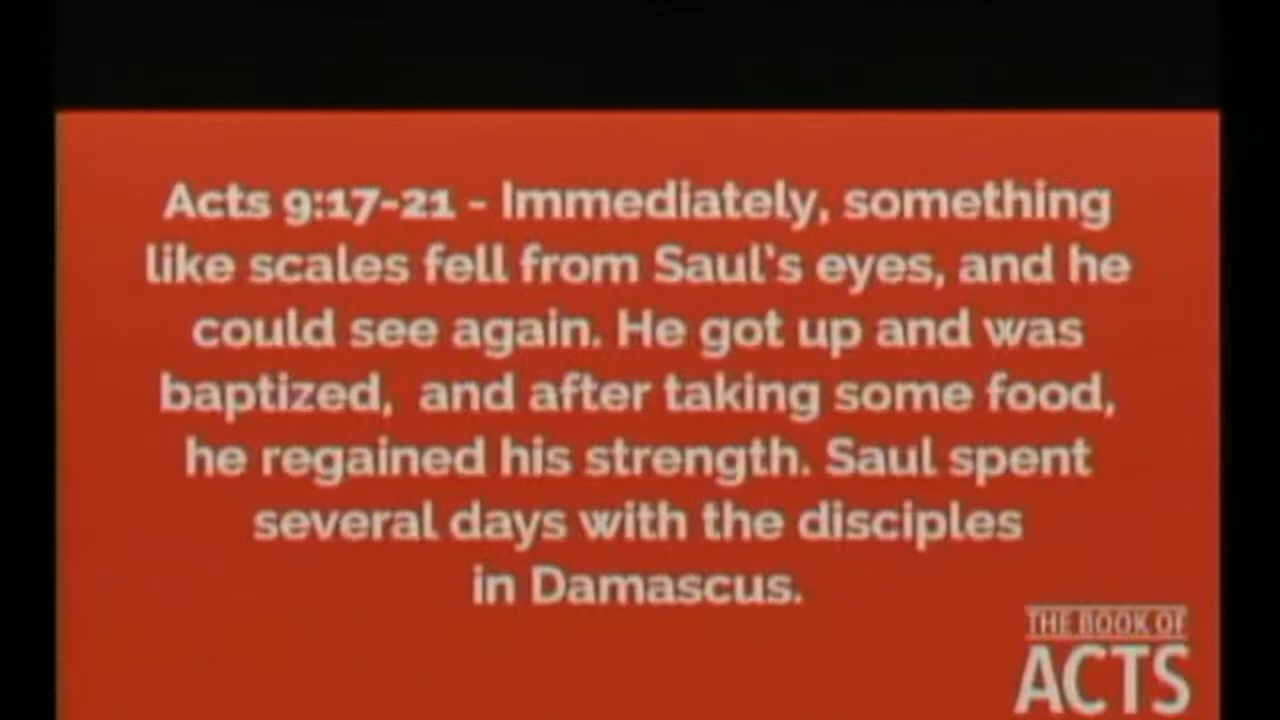 Acts 9:17-21 - Immediately, something
like scales fell from Saul's eyes, and he
could see again. He got up and was
baptized,  and after taking some food,
he regained his strength. Saul spent
several days with the disciples
in Damascus.
THE BOOK OF
ACTS